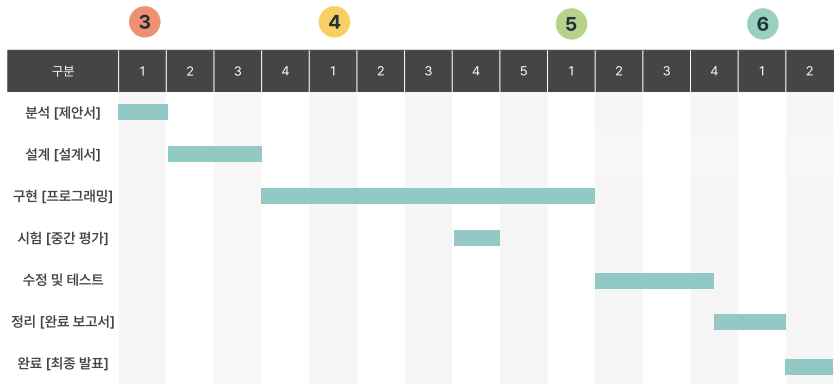 3 4 5 6
구분 1 2 3 4 1 2 3 4 5 1 2 3 4 1 2
분석 [제안서]
설계 [설계서]
구현 [프로그래밍]
시험 [중간 평가]
수정 및 테스트
정리 [완료 보고서]
완료 [최종 발표]